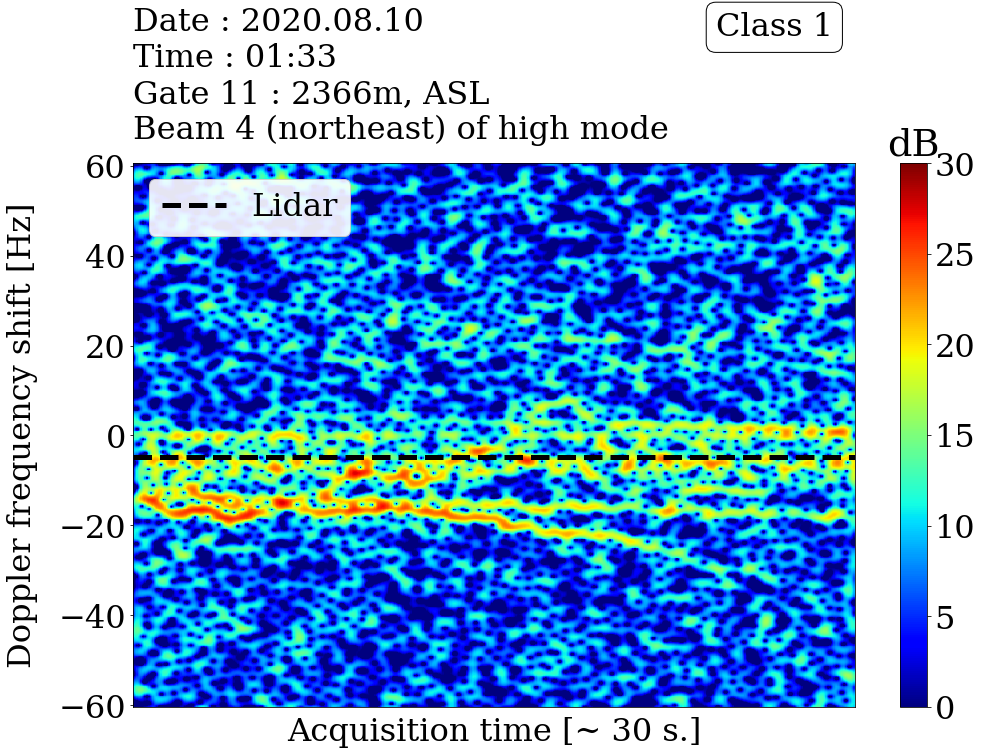 Date : 2020.08.10
Time : 01:33
Gate 11 : 2366m, ASL
Beam 4 (northeast) of high mode
Class 1
dB
Lidar
Doppler frequency shift [Hz]
60
40
20
0
−20
−40
−60
Acquisition time [~ 30 s.]
30
25
20
15
10
5
0